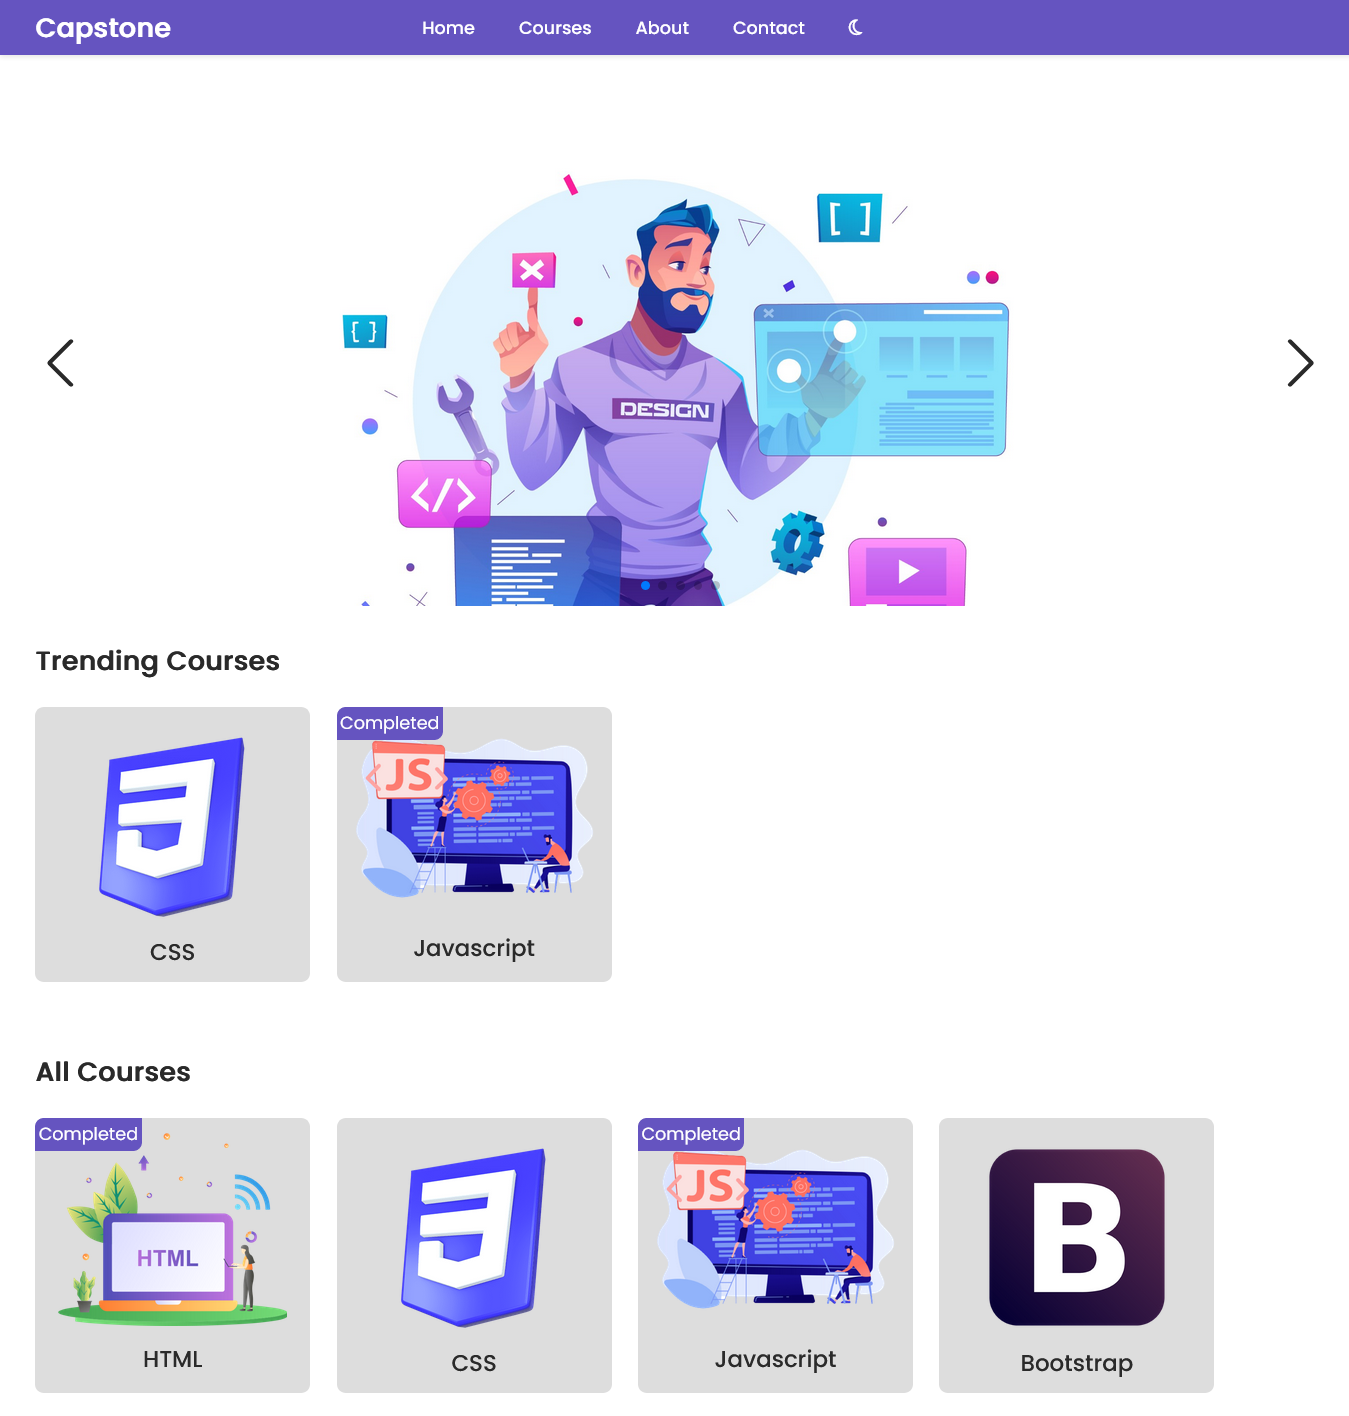 Capstone
Home
Courses
About
Contact
[ ]
{ }
DESIGN
</>
Trending Courses
CSS
Completed
JS
Javascript
All Courses
Completed
HTML
HTML
CSS
Completed
JS
Javascript
B
Bootstrap